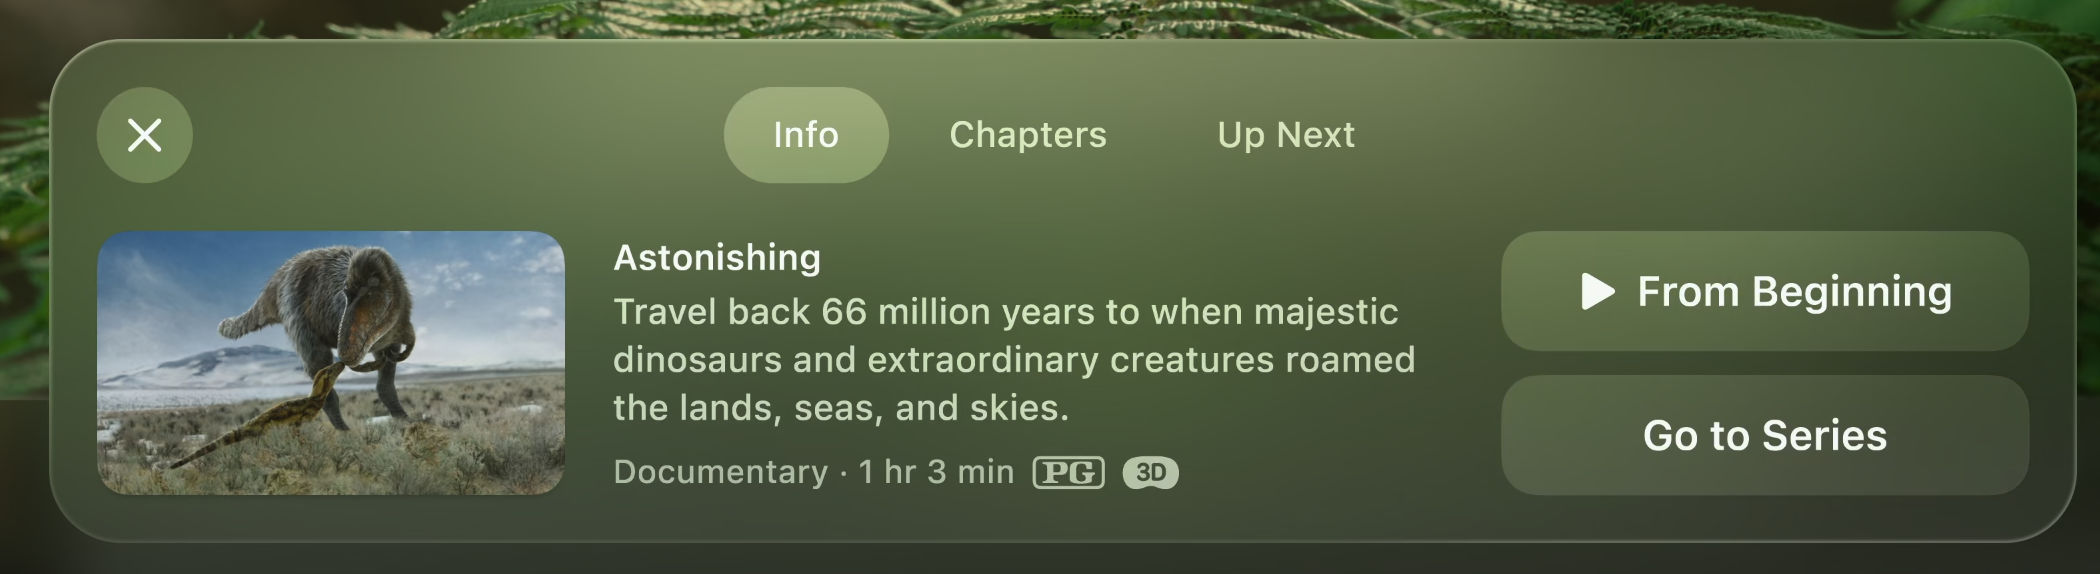 Info Chapters Up Next
Astonishing
Travel back 66 million years to when majestic
dinosaurs and extraordinary creatures roamed
the lands, seas, and skies.
Documentary · 1 hr 3 min PG 3D
From Beginning
Go to Series